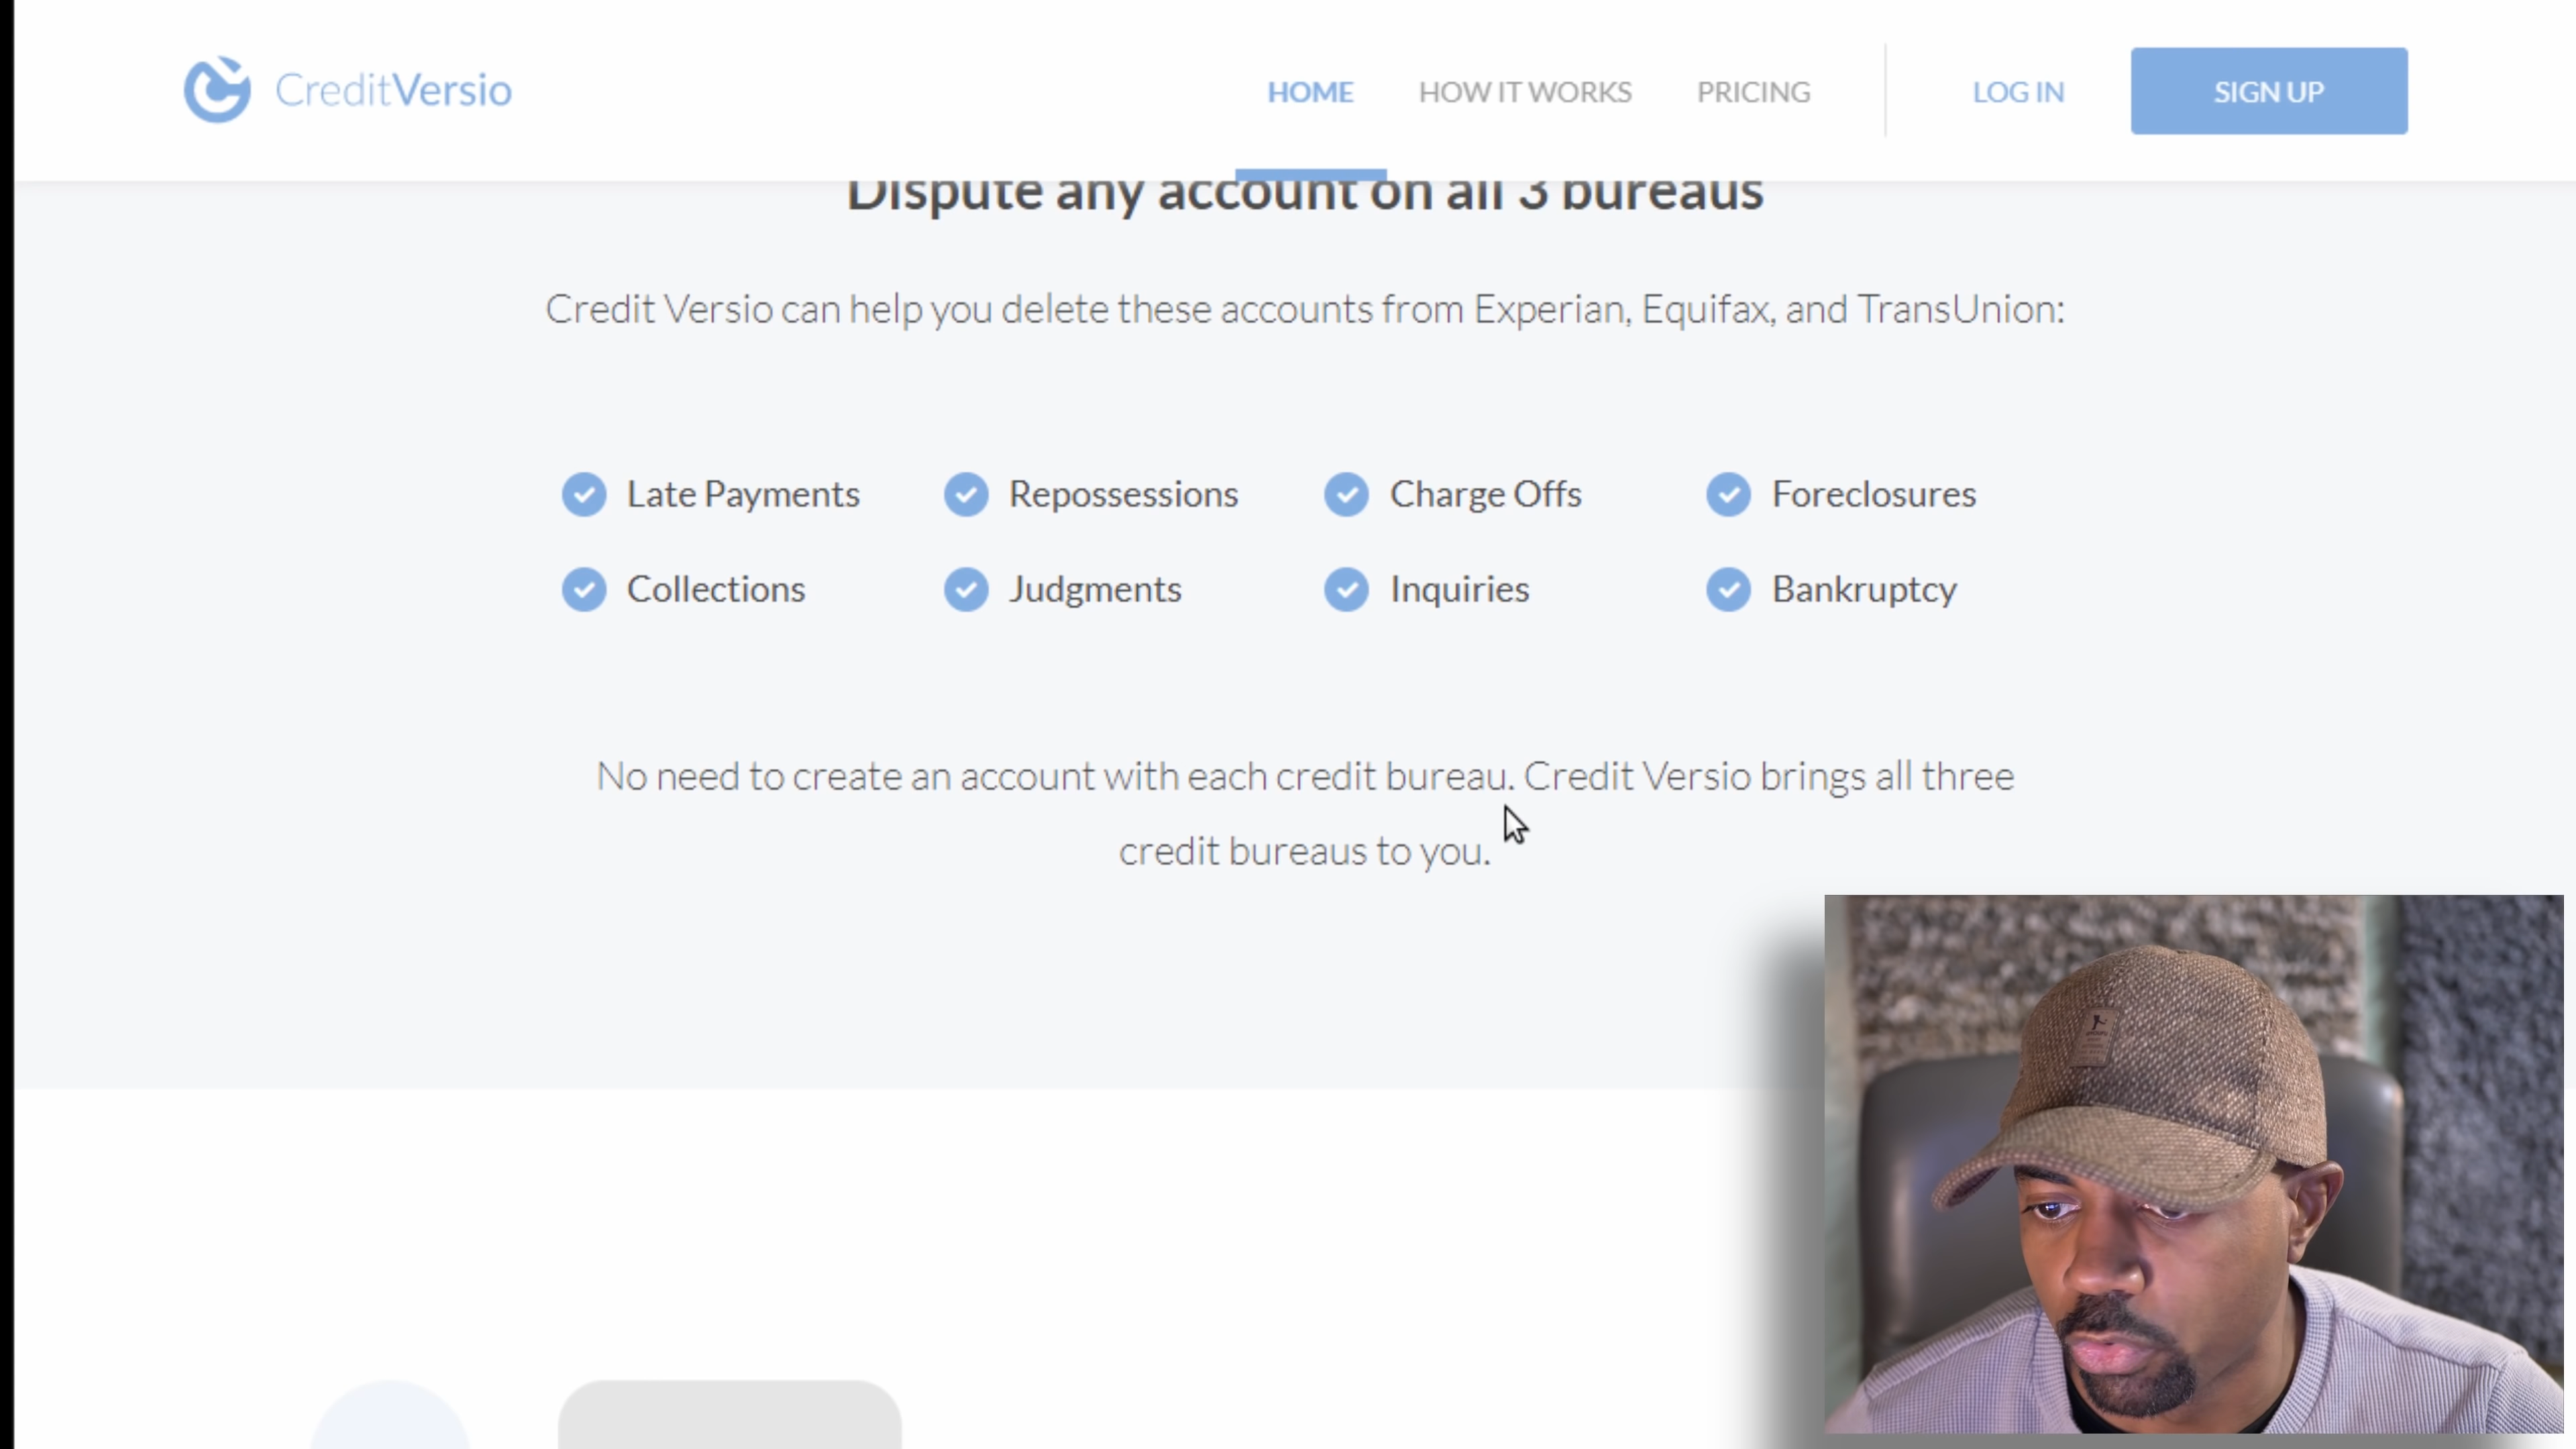 CreditVersio
HOME
HOW IT WORKS
PRICING
LOG IN
SIGN UP
Dispute any account on all 3 bureaus
Credit Versio can help you delete these accounts from Experian, Equifax, and TransUnion:
Late Payments
Repossessions
Charge Offs
Foreclosures
Collections
Judgments
Inquiries
Bankruptcy
No need to create an account with each credit bureau. Credit Versio brings all three
credit bureaus to you.